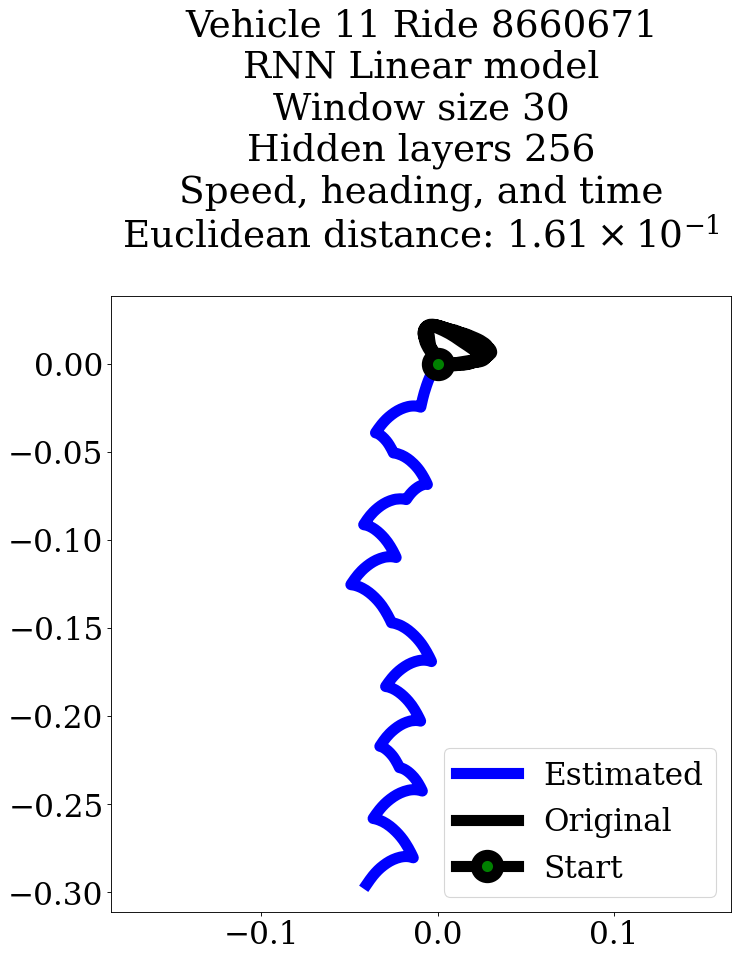 Vehicle 11 Ride 8660671
RNN Linear model
Window size 30
Hidden layers 256
Speed, heading, and time
Euclidean distance: 1.61 × 10⁻¹
0.00
−0.05
−0.10
−0.15
−0.20
−0.25
−0.30
Estimated
Original
Start
−0.1 0.0 0.1